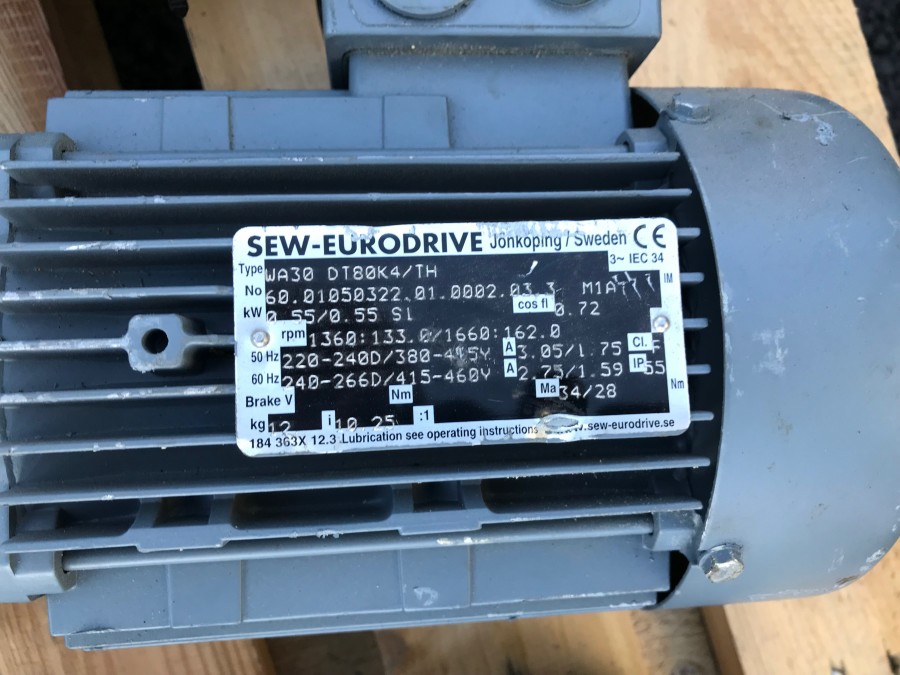 SEW-EURODRIVE Jönköping / Sweden CE
3~ IEC 34
Type WA30 DT80K4/TH
No 60.01050322.01.0002.03.3 M1A IM
kW 0.55/0.55 S1 cos fi 0.72
rpm 1360:133.0/1660:162.0
50 Hz 220-240D/380-415Y A 3.05/1.75 Cl. F
60 Hz 240-266D/415-460Y A 2.75/1.59 IP 55
Brake V Nm Ma 34/28 Nm
kg 12 i 10.25 :1
184 363X 12.3 Lubrication see operating instructions www.sew-eurodrive.se